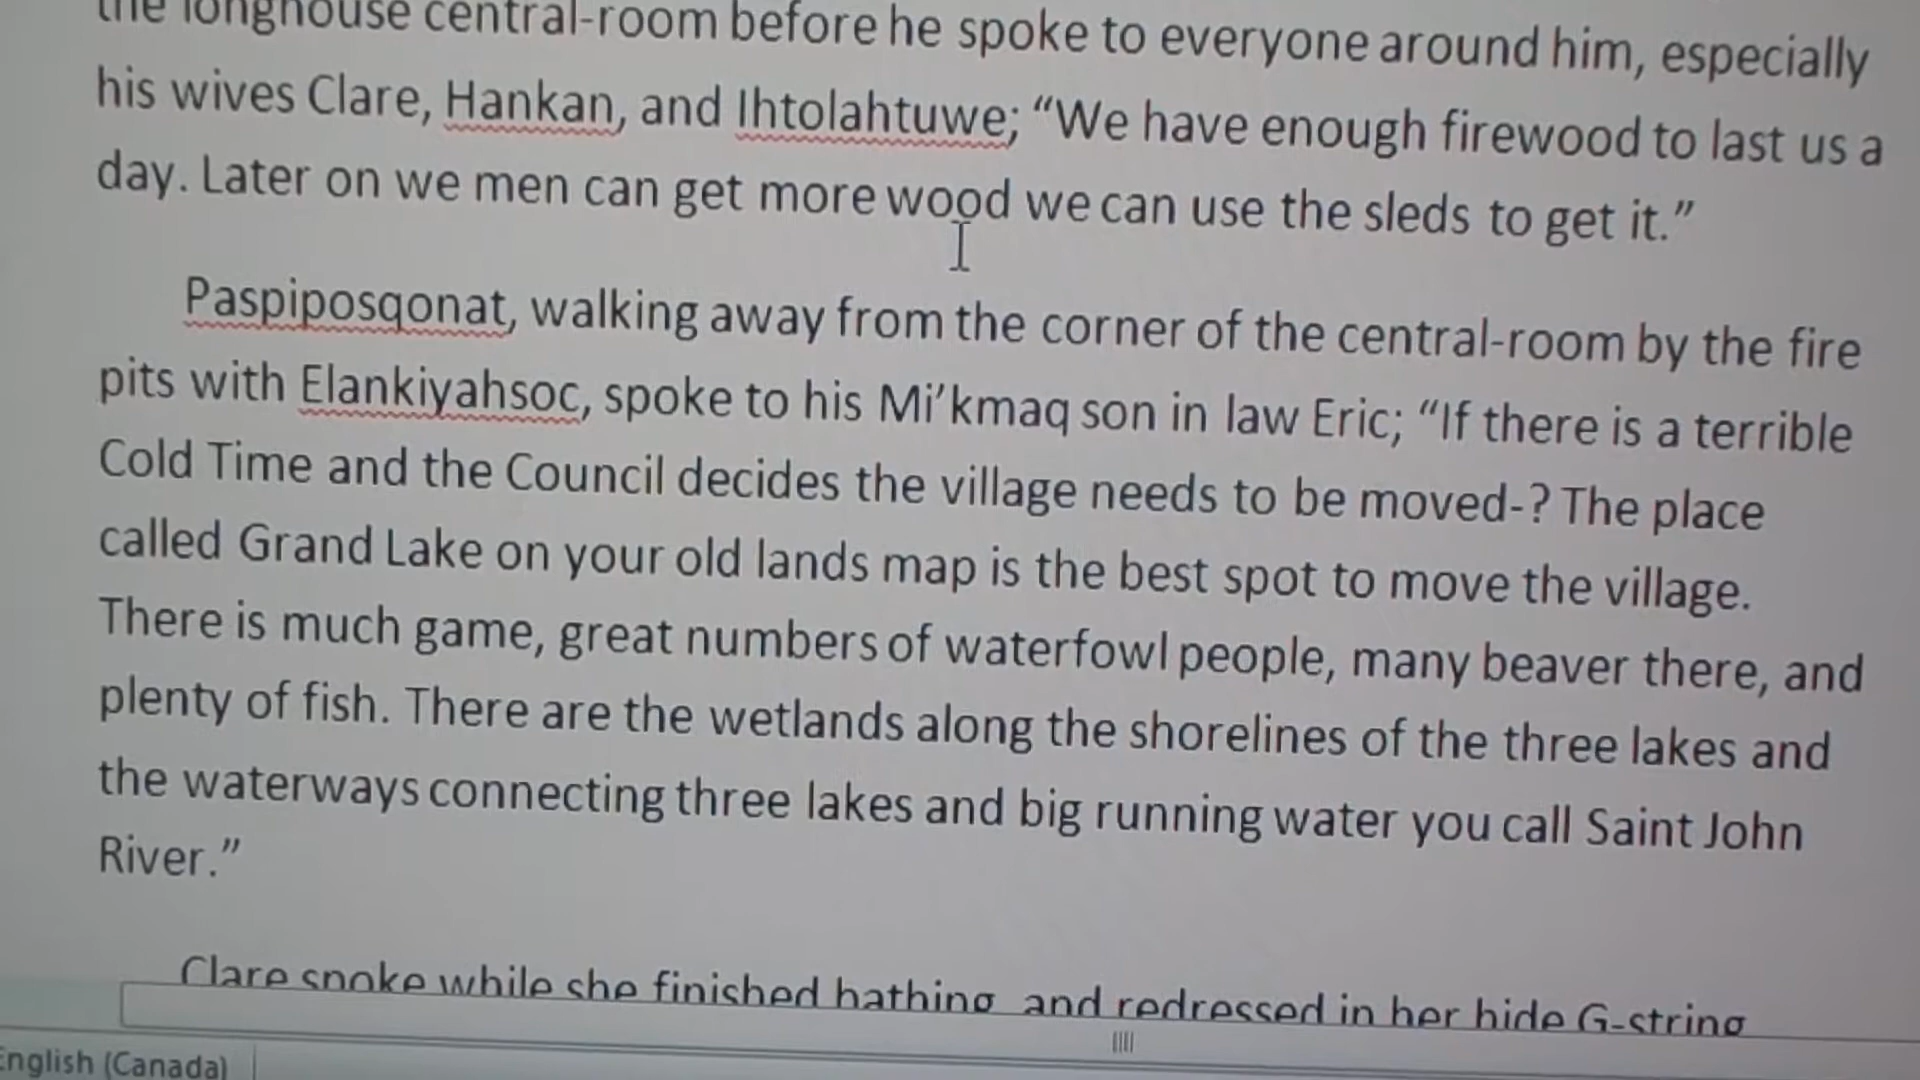 the longhouse central-room before he spoke to everyone around him, especially
his wives Clare, Hankan, and Ihtolahtuwe; “We have enough firewood to last us a
day. Later on we men can get more wood we can use the sleds to get it.”
Paspiposqonat, walking away from the corner of the central-room by the fire
pits with Elankiyahsoc, spoke to his Mi’kmaq son in law Eric; “If there is a terrible
Cold Time and the Council decides the village needs to be moved-? The place
called Grand Lake on your old lands map is the best spot to move the village.
There is much game, great numbers of waterfowl people, many beaver there, and
plenty of fish. There are the wetlands along the shorelines of the three lakes and
the waterways connecting three lakes and big running water you call Saint John
River.”
Clare spoke while she finished bathing and redressed in her hide G-string
English (Canada)